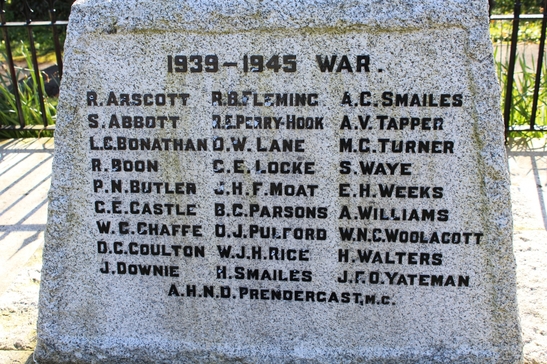 1939-1945 WAR.
R. ARSCOTT R.B. FLEMING A.C. SMAILES
S. ABBOTT R.E. PERRY-HOOK A.V. TAPPER
L.G. BONATHAN D.W. LANE M.C. TURNER
R. BOON C.E. LOCKE S. WAYE
P.N. BUTLER J.H.F. MOAT E.H. WEEKS
C.E. CASTLE B.C. PARSONS A. WILLIAMS
W.C. CHAFFE D.J. PULFORD W.N.C. WOOLACOTT
D.C. COULTON W.J.H. RICE H. WALTERS
J. DOWNIE H. SMAILES J.F.O. YATEMAN
A.H.N.D. PRENDERGAST, M.C.